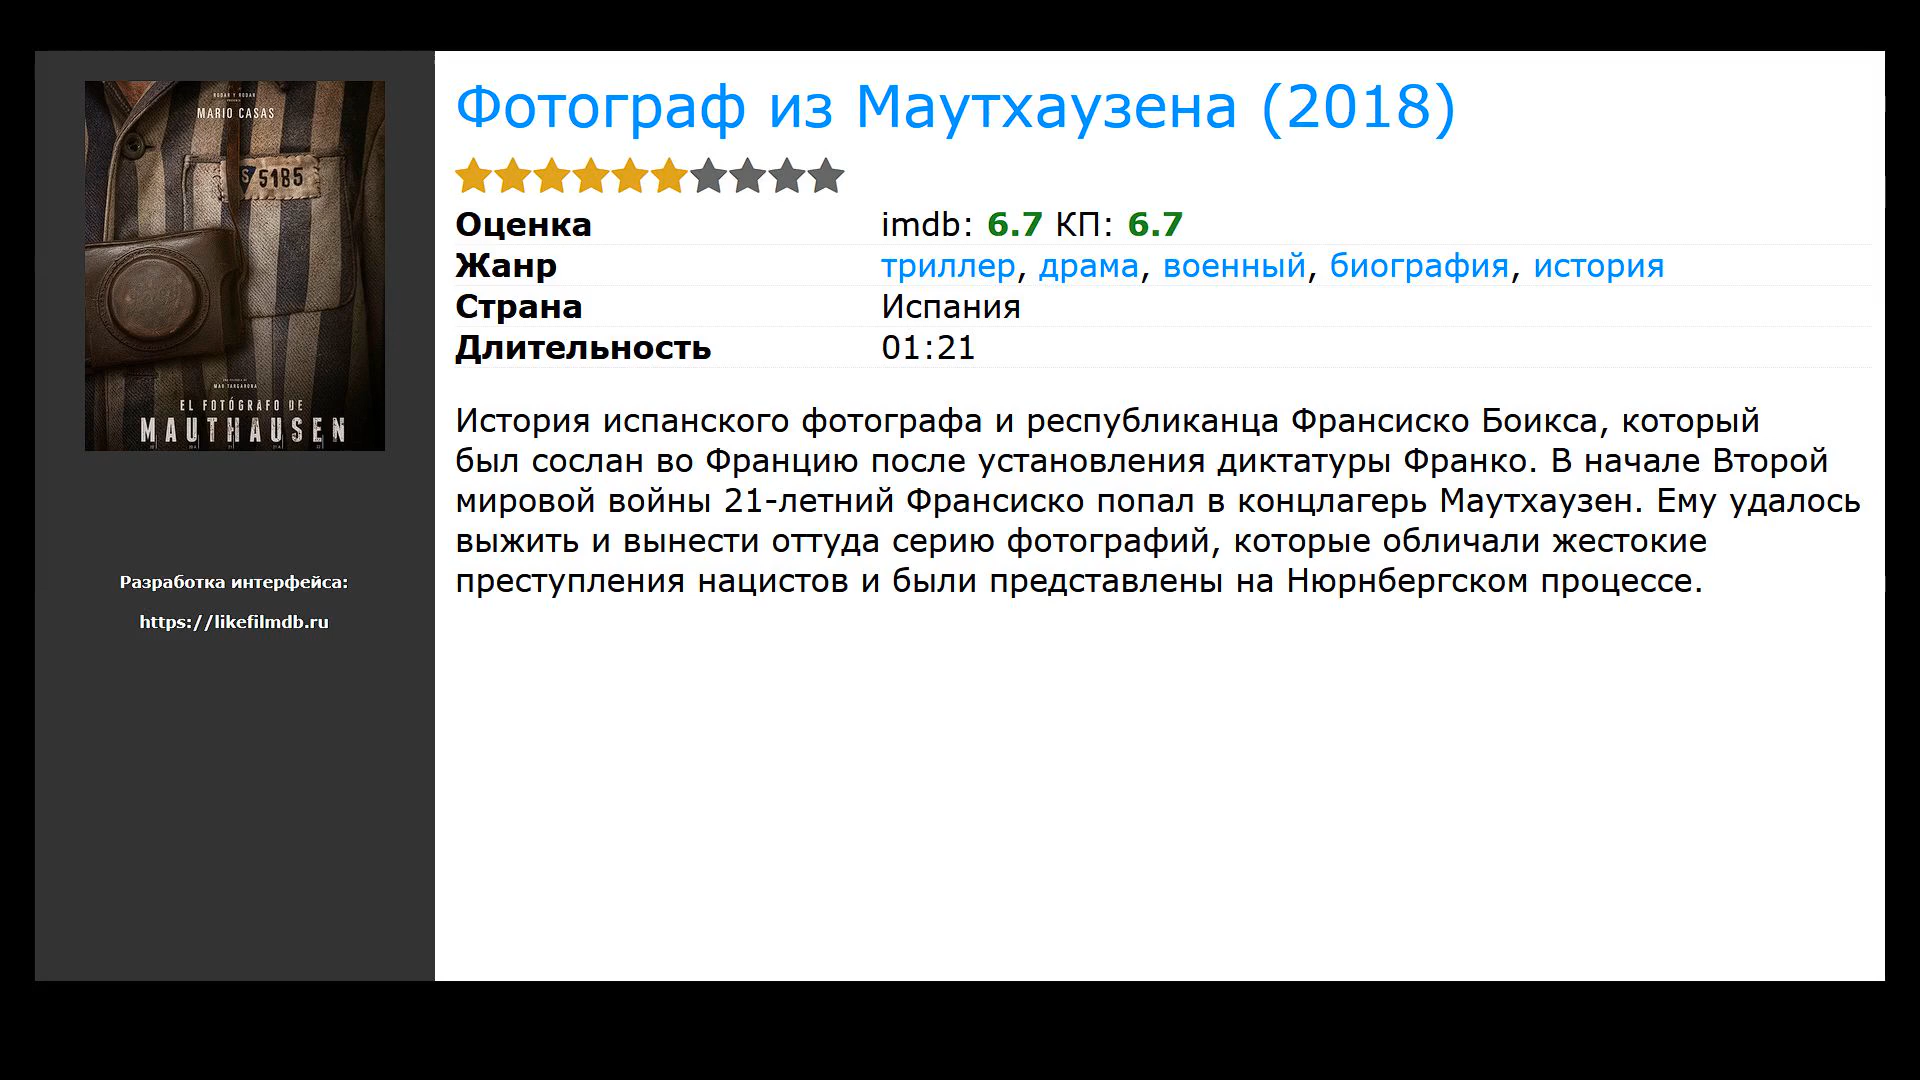 RODAR Y RODAR
MARIO CASAS
S 5185
MAR TARGARONA
EL FOTÓGRAFO DE
MAUTHAUSEN
Разработка интерфейса:
https://likefilmdb.ru
Фотограф из Маутхаузена (2018)
Оценка imdb: 6.7 КП: 6.7
Жанр триллер, драма, военный, биография, история
Страна Испания
Длительность 01:21
История испанского фотографа и республиканца Франсиско Боикса, который
был сослан во Францию после установления диктатуры Франко. В начале Второй
мировой войны 21-летний Франсиско попал в концлагерь Маутхаузен. Ему удалось
выжить и вынести оттуда серию фотографий, которые обличали жестокие
преступления нацистов и были представлены на Нюрнбергском процессе.